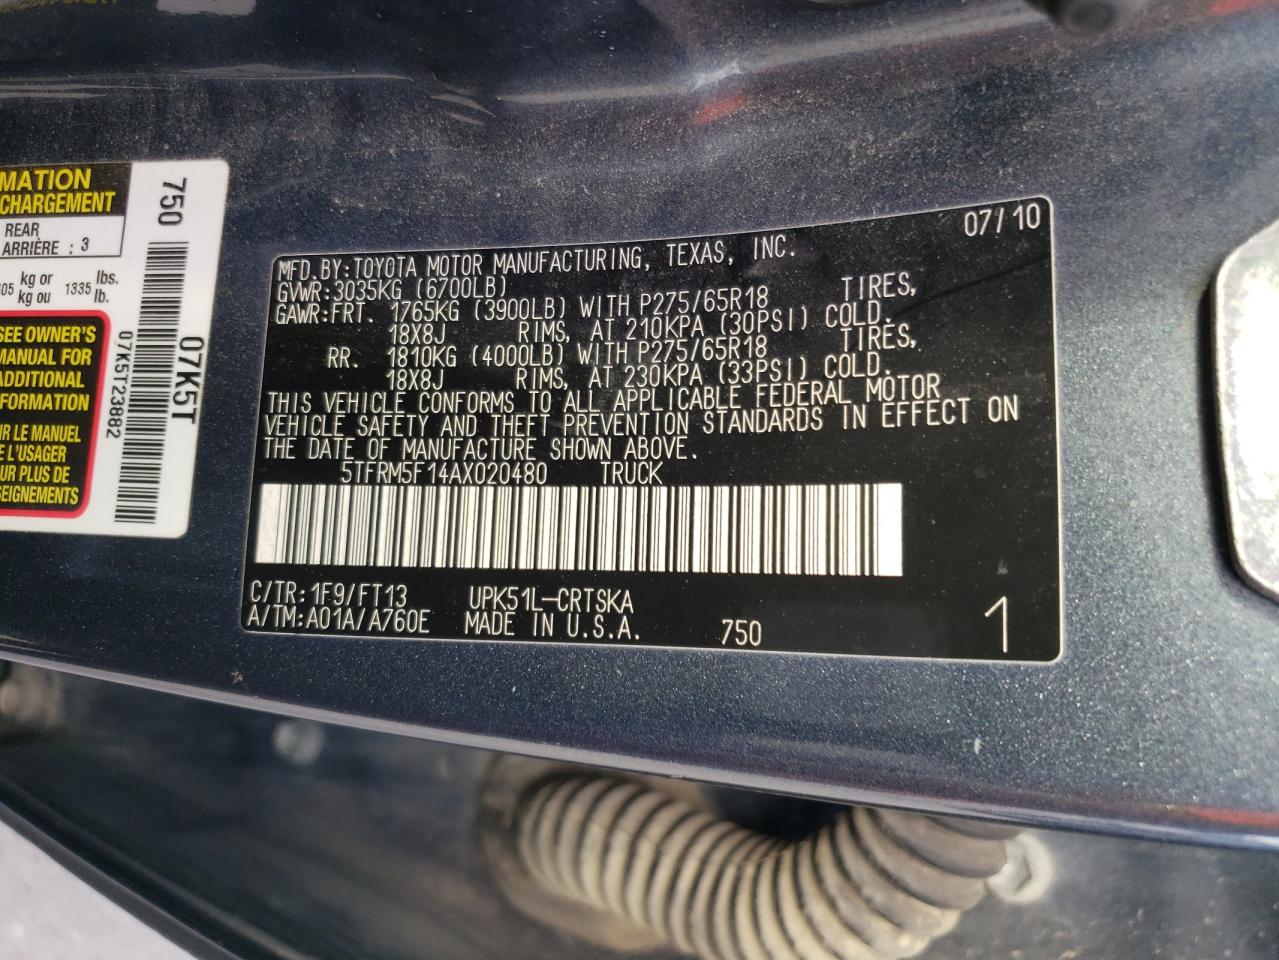 MATION
CHARGEMENT
REAR
ARRIÈRE : 3
kg or 1335 lbs.
kg ou lb.
SEE OWNER'S
MANUAL FOR
ADDITIONAL
FORMATION
LE MANUEL
L'USAGER
PLUS DE
750
07K5T
07K5T23882
07/10
MFD.BY:TOYOTA MOTOR MANUFACTURING, TEXAS, INC.
GVWR:3035KG (6700LB)
GAWR:FRT. 1765KG (3900LB) WITH P275/65R18 TIRES,
18X8J RIMS, AT 210KPA (30PSI) COLD.
RR. 1810KG (4000LB) WITH P275/65R18 TIRES,
18X8J RIMS, AT 230KPA (33PSI) COLD.
THIS VEHICLE CONFORMS TO ALL APPLICABLE FEDERAL MOTOR
VEHICLE SAFETY AND THEFT PREVENTION STANDARDS IN EFFECT ON
THE DATE OF MANUFACTURE SHOWN ABOVE.
5TFRM5F14AX020480 TRUCK
C/TR:1F9/FT13 UPK51L-CRTSKA
A/TM:A01A/A760E MADE IN U.S.A. 750
1